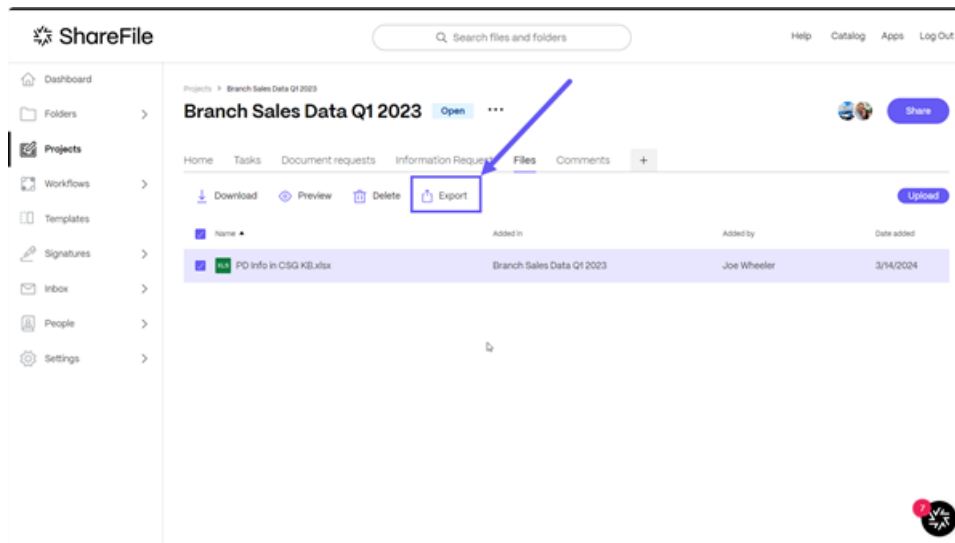 ShareFile
Search files and folders
Help Catalog Apps Log Out
Dashboard
Folders
Projects
Workflows
Templates
Signatures
Inbox
People
Settings
Projects > Branch Sales Data Q1 2023
Branch Sales Data Q1 2023 Open ...
Share
Home Tasks Document requests Information Request Files Comments +
Download Preview Delete Export
Upload
Name Added in Added by Date added
XLS PD Info in CSG KB.xlsx Branch Sales Data Q1 2023 Joe Wheeler 3/14/2024
7